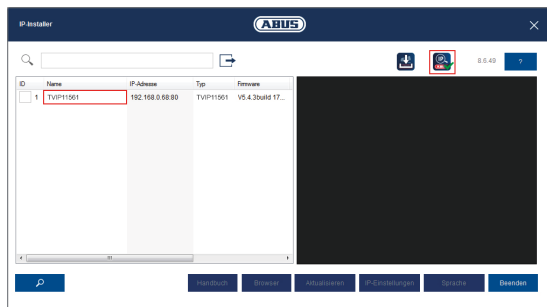 IP-Installer
ABUS
8.6.49
?
ID Name IP-Adresse Typ Firmware
1 TVIP11561 192.168.0.68:80 TVIP11561 V5.4.3build 17...
Handbuch Browser Aktualisieren IP-Einstellungen Sprache Beenden